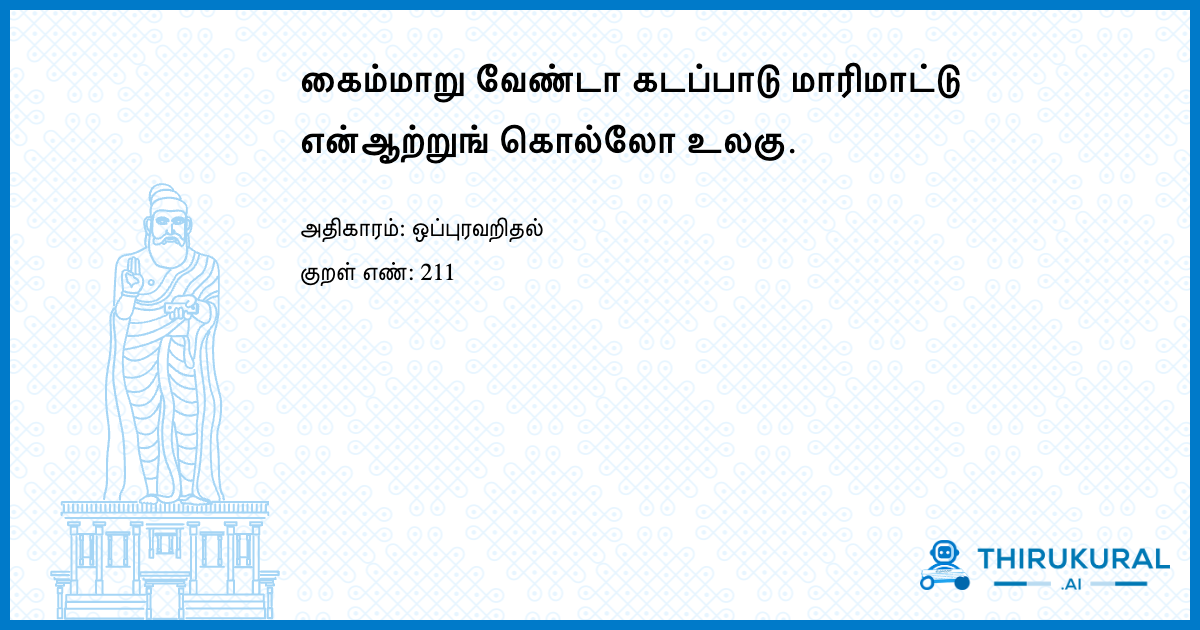 கைம்மாறு வேண்டா கடப்பாடு மாரிமாட்டு
என்ஆற்றுங் கொல்லோ உலகு.
அதிகாரம்: ஒப்புரவறிதல்
குறள் எண்: 211
THIRUKURAL
.AI